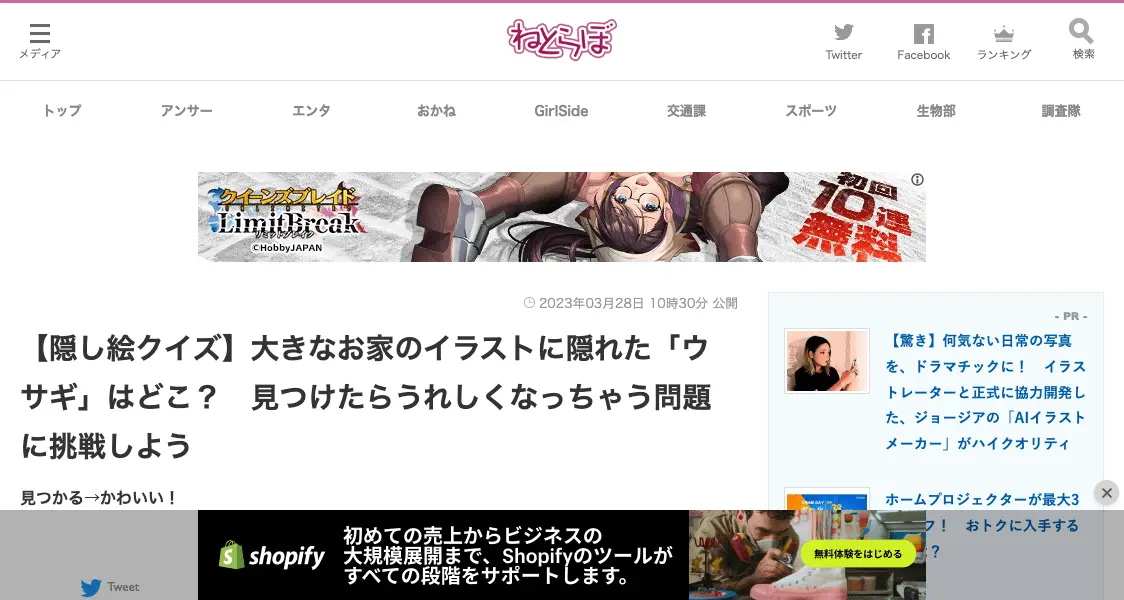 メディア
ねとらぼ
Twitter
Facebook
ランキング
検索
トップ
アンサー
エンタ
おかね
GirlSide
交通課
スポーツ
生物部
調査隊
クイーンズブレイド
LimitBreak
リミットブレイク
©HobbyJAPAN
初回
10連
無料
2023年03月28日 10時30分 公開
【隠し絵クイズ】大きなお家のイラストに隠れた「ウ
サギ」はどこ？　見つけたらうれしくなっちゃう問題
に挑戦しよう
見つかる→かわいい！
- PR -
【驚き】何気ない日常の写真
を、ドラマチックに！　イラス
トレーターと正式に協力開発し
た、ジョージアの「AIイラスト
メーカー」がハイクオリティ
ホームプロジェクターが最大3
フ！　おトクに入手する
？
shopify
初めての売上からビジネスの
大規模展開まで、Shopifyのツールが
すべての段階をサポートします。
無料体験をはじめる
Tweet